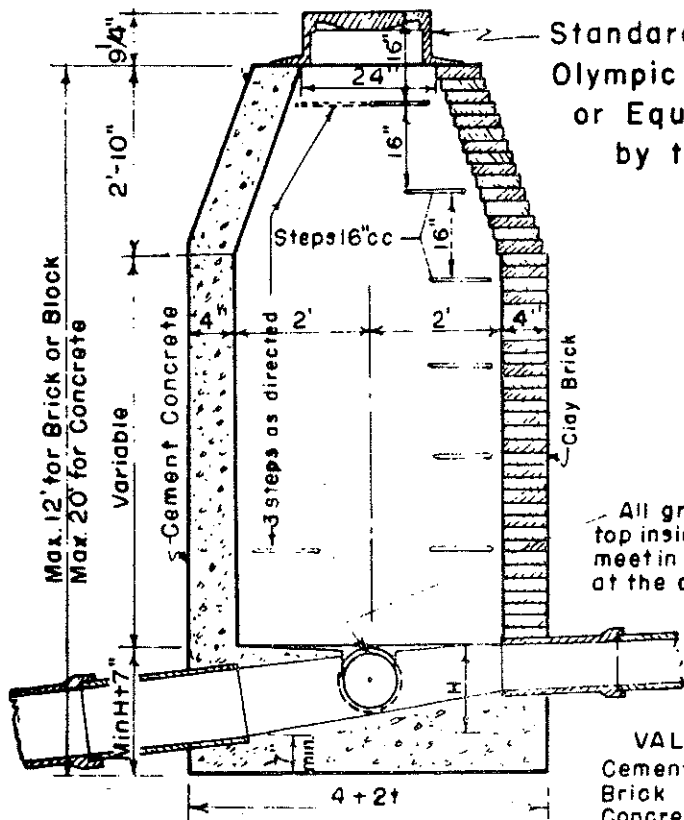 9¼"
Standard
Olympic
or Equ
by t
16"
24"
2'-10"
16"
Steps 16"cc
16"
4"
2'
2'
4"
Max. 12' for Brick or Block
Max. 20' for Concrete
Variable
Cement Concrete
3 steps as directed
Clay Brick
All gr
top insi
meet in
at the
Min H+7"
H
7"
min
4 + 2t
VAL
Cement
Brick
Concre